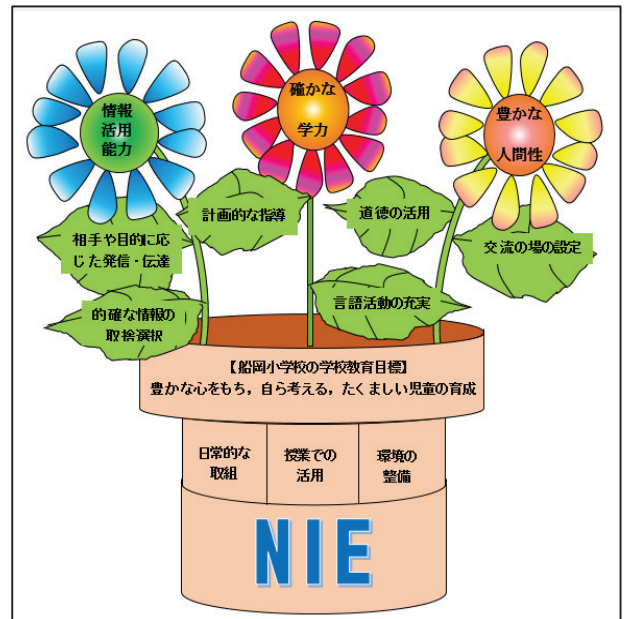 情報
活用
能力
確かな
学力
豊かな
人間性
計画的な指導
道徳の活用
相手や目的に応
じた発信・伝達
交流の場の設定
的確な情報の
取捨選択
言語活動の充実
【船岡小学校の学校教育目標】
豊かな心をもち，自ら考える，たくましい児童の育成
日常的な
取組
授業での
活用
環境の
整備
NIE